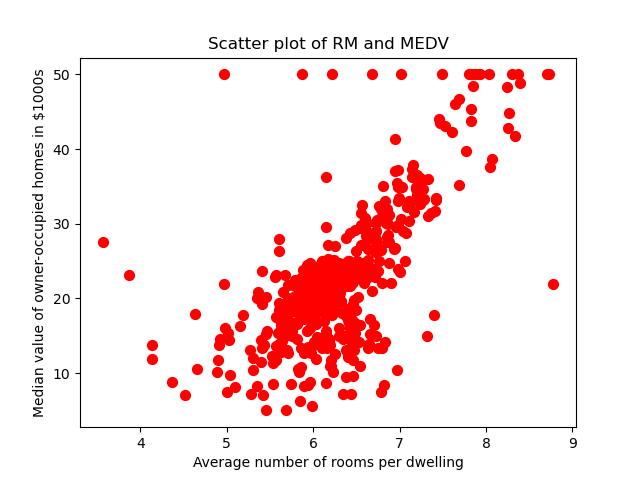 Scatter plot of RM and MEDV
Median value of owner-occupied homes in $1000s
50
40
30
20
10
4 5 6 7 8 9
Average number of rooms per dwelling